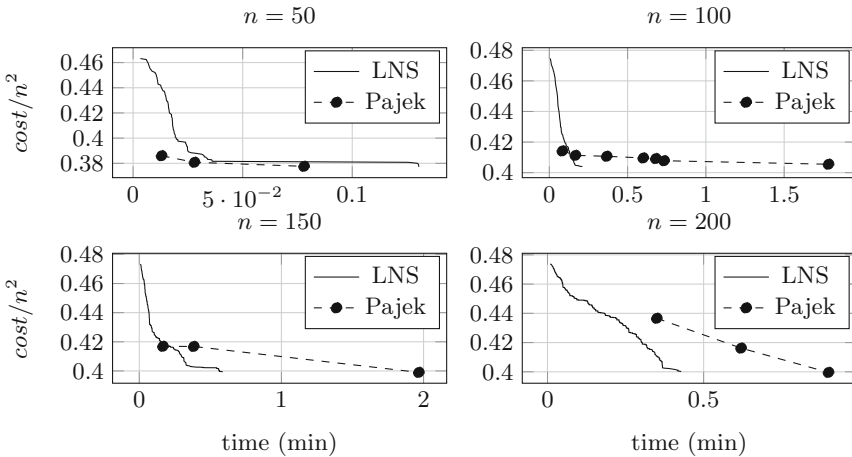 n = 50
n = 100
cost/n²
0.46
0.44
0.42
0.4
0.38
0
5 · 10⁻²
0.1
LNS
Pajek
0.48
0.46
0.44
0.42
0.4
0
0.5
1
1.5
LNS
Pajek
n = 150
n = 200
cost/n²
0.48
0.46
0.44
0.42
0.4
0
1
2
LNS
Pajek
0.48
0.46
0.44
0.42
0.4
0
0.5
LNS
Pajek
time (min)
time (min)